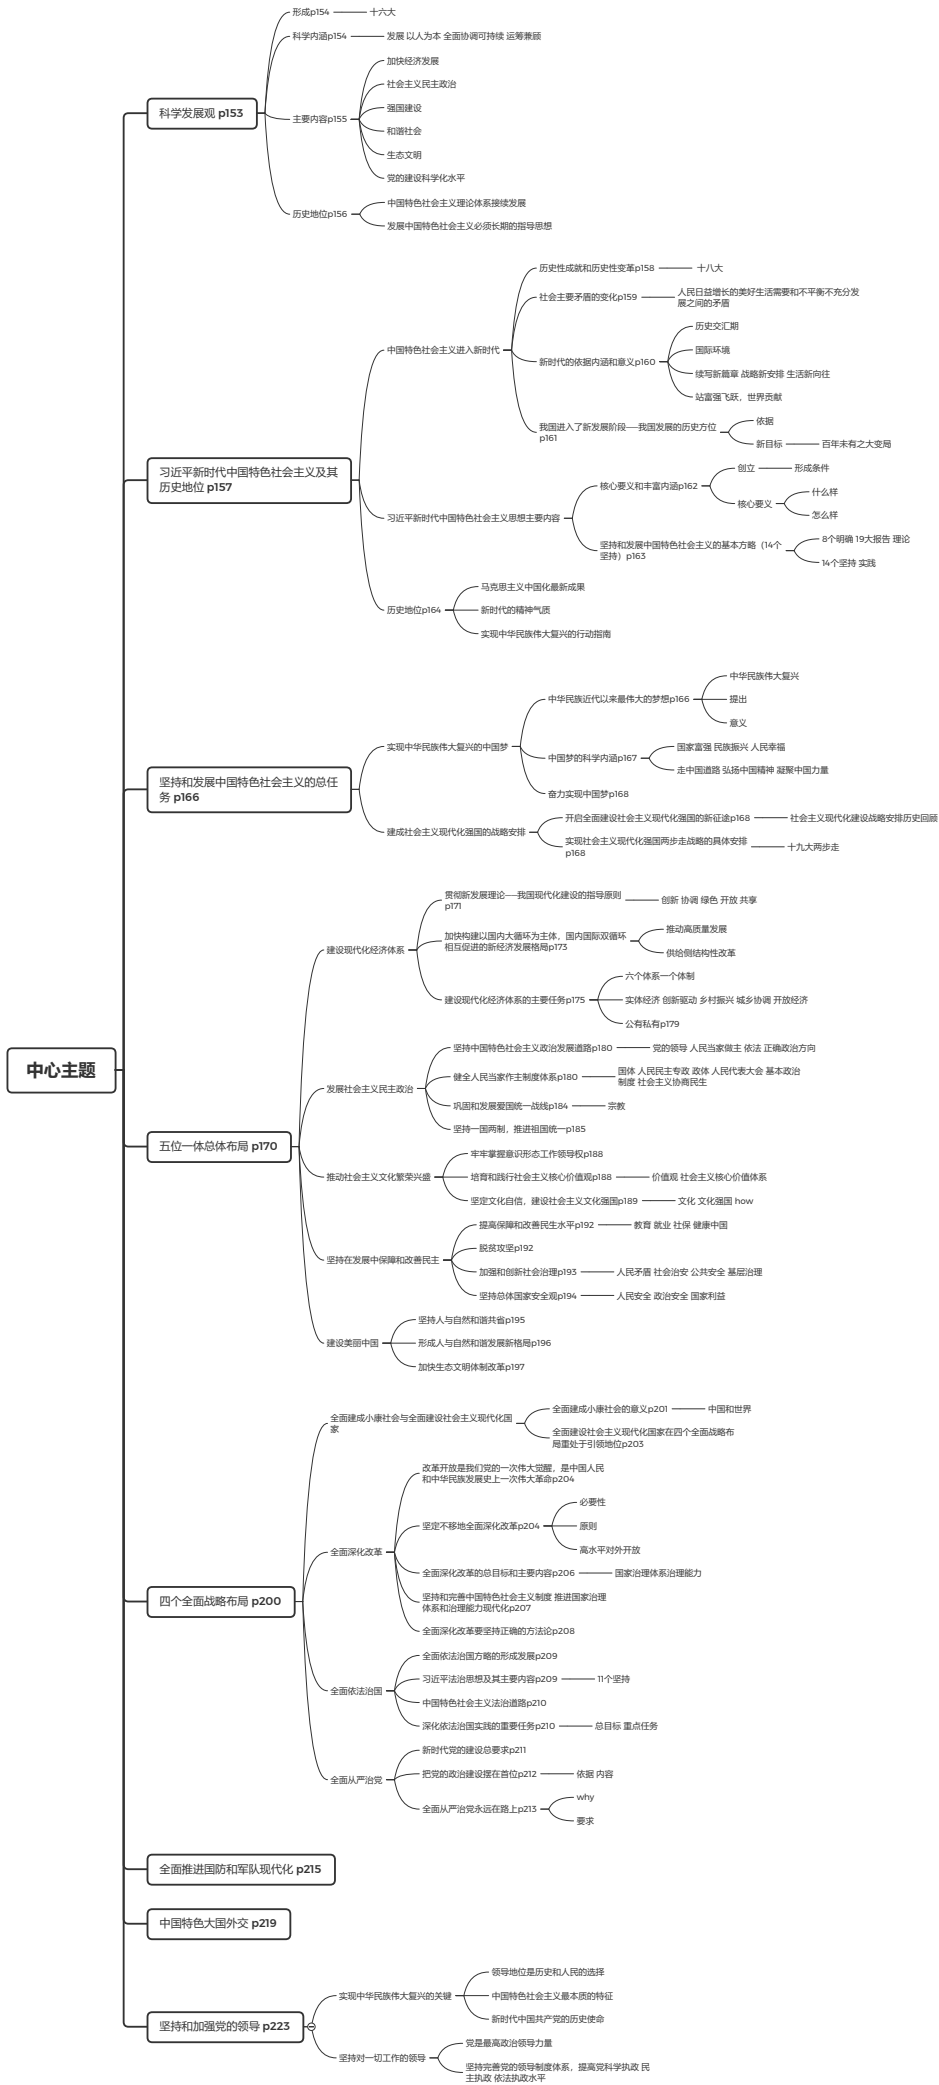 形成p154
十六大
科学内涵p154
发展 以人为本 全面协调可持续 运筹兼顾
加快经济发展
社会主义民主政治
强国建设
科学发展观 p153
主要内容p155
和谐社会
生态文明
党的建设科学化水平
中国特色社会主义理论体系接续发展
历史地位p156
发展中国特色社会主义必须长期的指导思想
历史性成就和历史性变革p158
十八大
社会主要矛盾的变化p159
人民日益增长的美好生活需要和不平衡不充分发
展之间的矛盾
历史交汇期
中国特色社会主义进入新时代
国际环境
新时代的依据内涵和意义p160
续写新篇章 战略新安排 生活新向往
站富强飞跃，世界贡献
我国进入了新发展阶段——我国发展的历史方位
p161
依据
新目标
百年未有之大变局
习近平新时代中国特色社会主义及其
历史地位 p157
创立
形成条件
核心要义和丰富内涵p162
什么样
核心要义
怎么样
习近平新时代中国特色社会主义思想主要内容
8个明确 19大报告 理论
坚持和发展中国特色社会主义的基本方略（14个
坚持）p163
14个坚持 实践
马克思主义中国化最新成果
历史地位p164
新时代的精神气质
实现中华民族伟大复兴的行动指南
中华民族伟大复兴
中华民族近代以来最伟大的梦想p166
提出
意义
实现中华民族伟大复兴的中国梦
国家富强 民族振兴 人民幸福
中国梦的科学内涵p167
走中国道路 弘扬中国精神 凝聚中国力量
坚持和发展中国特色社会主义的总任
务 p166
奋力实现中国梦p168
开启全面建设社会主义现代化强国的新征途p168
社会主义现代化建设战略安排历史回顾
建成社会主义现代化强国的战略安排
实现社会主义现代化强国两步走战略的具体安排
p168
十九大两步走
贯彻新发展理论——我国现代化建设的指导原则
p171
创新 协调 绿色 开放 共享
推动高质量发展
建设现代化经济体系
加快构建以国内大循环为主体，国内国际双循环
相互促进的新经济发展格局p173
供给侧结构性改革
六个体系一个体制
建设现代化经济体系的主要任务p175
实体经济 创新驱动 乡村振兴 城乡协调 开放经济
公有私有p179
中心主题
坚持中国特色社会主义政治发展道路p180
党的领导 人民当家做主 依法 正确政治方向
发展社会主义民主政治
健全人民当家作主制度体系p180
国体 人民民主专政 政体 人民代表大会 基本政治
制度 社会主义协商民生
巩固和发展爱国统一战线p184
宗教
坚持一国两制，推进祖国统一p185
五位一体总体布局 p170
牢牢掌握意识形态工作领导权p188
推动社会主义文化繁荣兴盛
培育和践行社会主义核心价值观p188
价值观 社会主义核心价值体系
坚定文化自信，建设社会主义文化强国p189
文化 文化强国 how
提高保障和改善民生水平p192
教育 就业 社保 健康中国
脱贫攻坚p192
坚持在发展中保障和改善民主
加强和创新社会治理p193
人民矛盾 社会治安 公共安全 基层治理
坚持总体国家安全观p194
人民安全 政治安全 国家利益
坚持人与自然和谐共省p195
建设美丽中国
形成人与自然和谐发展新格局p196
加快生态文明体制改革p197
全面建成小康社会的意义p201
中国和世界
全面建成小康社会与全面建设社会主义现代化国
家
全面建设社会主义现代化国家在四个全面战略布
局重处于引领地位p203
改革开放是我们党的一次伟大觉醒，是中国人民
和中华民族发展史上一次伟大革命p204
必要性
坚定不移地全面深化改革p204
原则
高水平对外开放
全面深化改革
全面深化改革的总目标和主要内容p206
国家治理体系治理能力
四个全面战略布局 p200
坚持和完善中国特色社会主义制度 推进国家治理
体系和治理能力现代化p207
全面深化改革要坚持正确的方法论p208
全面依法治国方略的形成发展p209
习近平法治思想及其主要内容p209
11个坚持
全面依法治国
中国特色社会主义法治道路p210
深化依法治国实践的重要任务p210
总目标 重点任务
新时代党的建设总要求p211
把党的政治建设摆在首位p212
依据 内容
全面从严治党
why
全面从严治党永远在路上p213
要求
全面推进国防和军队现代化 p215
中国特色大国外交 p219
领导地位是历史和人民的选择
实现中华民族伟大复兴的关键
中国特色社会主义最本质的特征
新时代中国共产党的历史使命
坚持和加强党的领导 p223
党是最高政治领导力量
坚持对一切工作的领导
坚持完善党的领导制度体系，提高党科学执政 民
主执政 依法执政水平